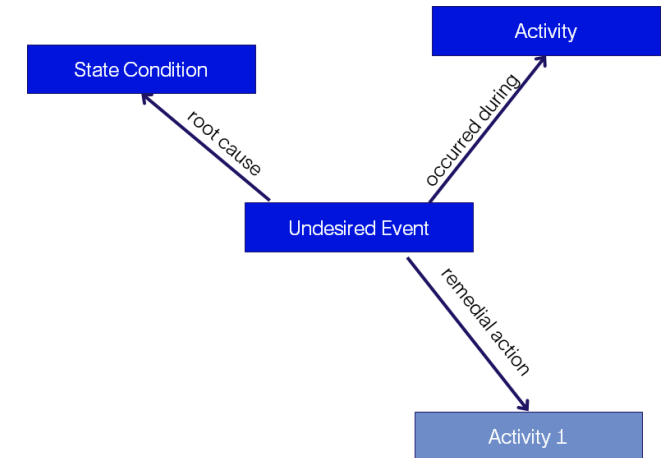 Activity
State Condition
root cause
occurred during
Undesired Event
remedial action
Activity 1